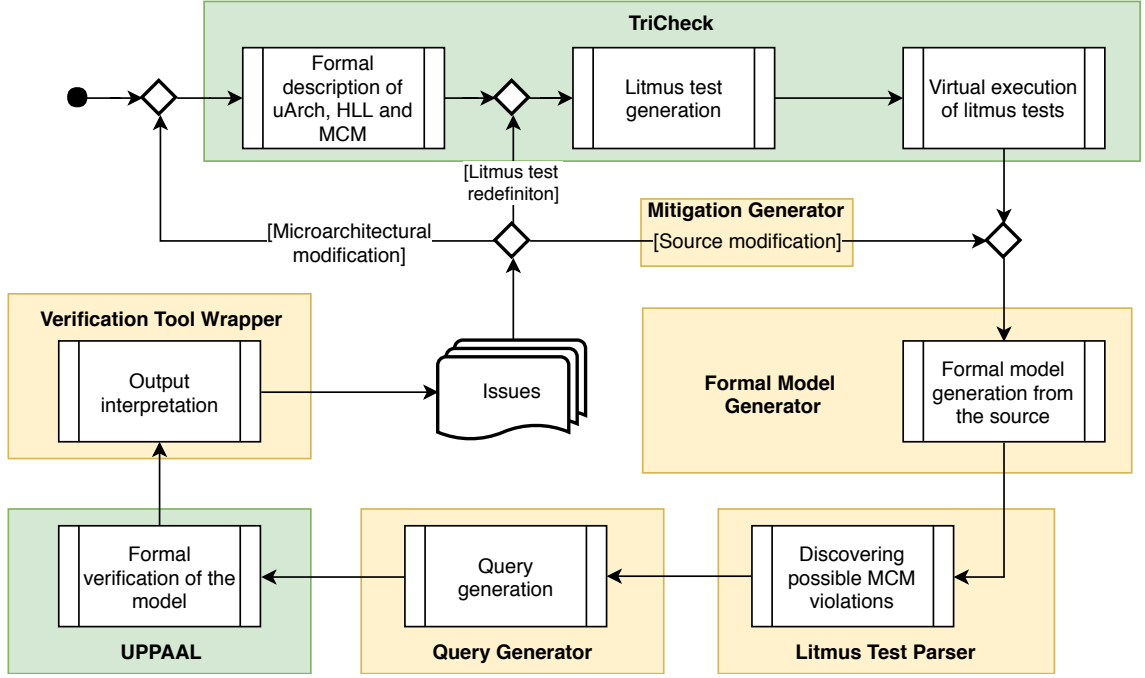 TriCheck
Formal
description of
uArch, HLL and
MCM
Litmus test
generation
Virtual execution
of litmus tests
[Litmus test
redefiniton]
Mitigation Generator
[Microarchitectural
modification]
[Source modification]
Verification Tool Wrapper
Output
interpretation
Issues
Formal Model
Generator
Formal model
generation from
the source
Formal
verification of the
model
UPPAAL
Query
generation
Query Generator
Discovering
possible MCM
violations
Litmus Test Parser